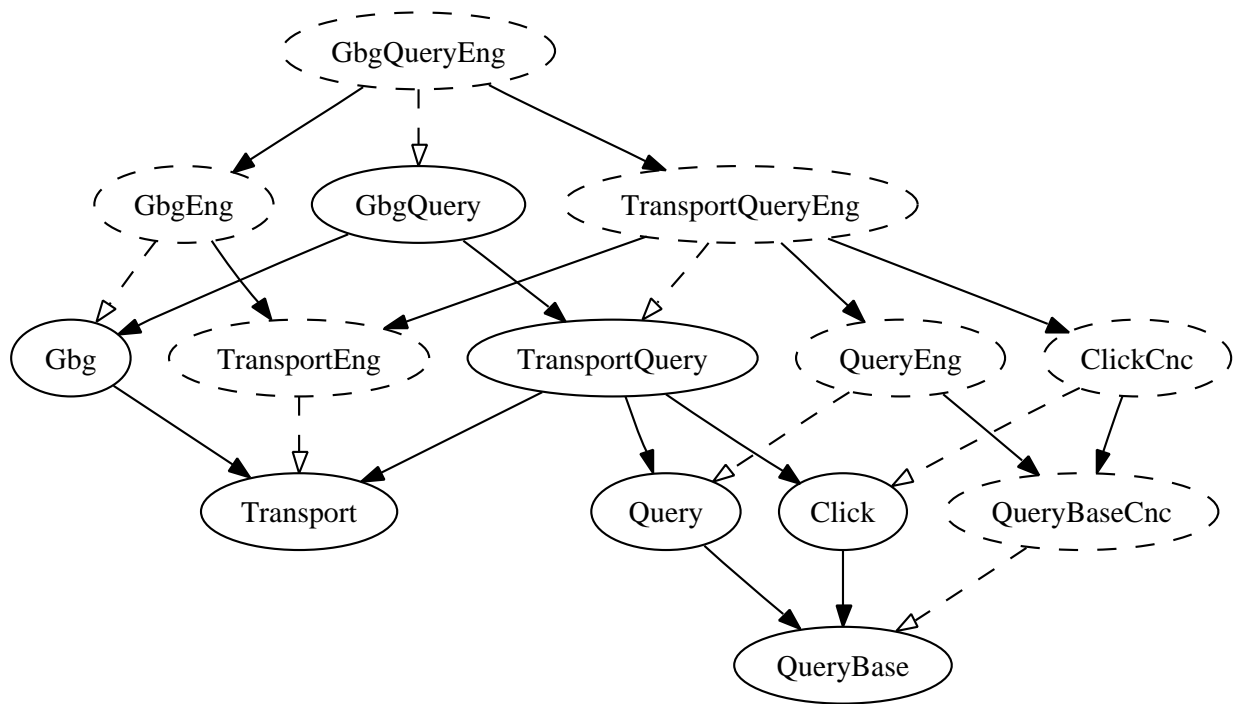 GbgQueryEng
GbgEng
GbgQuery
TransportQueryEng
Gbg
TransportEng
TransportQuery
QueryEng
ClickCnc
Transport
Query
Click
QueryBaseCnc
QueryBase